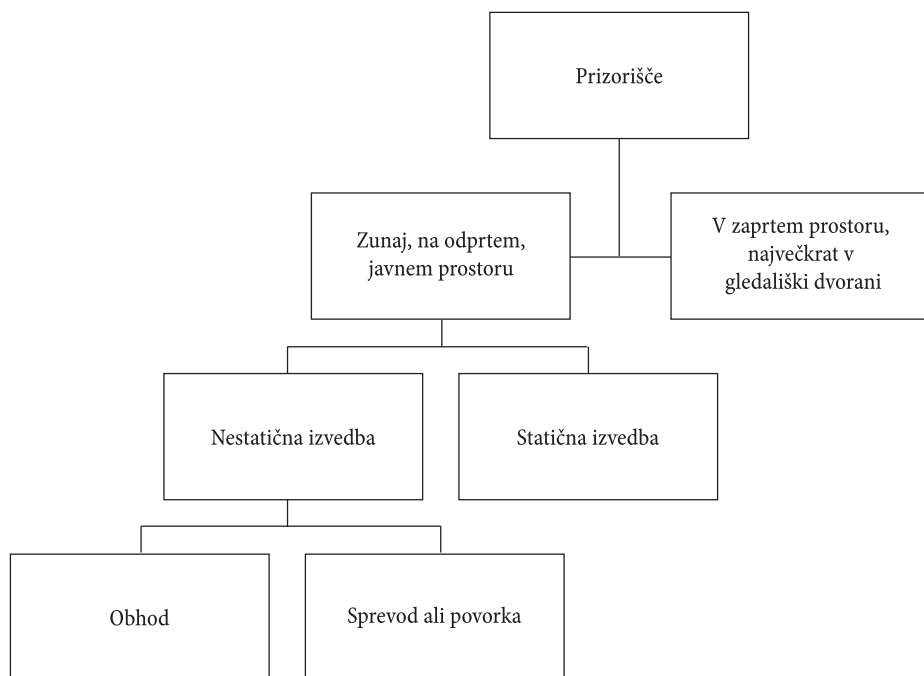 Prizorišče
Zunaj, na odprtem,
javnem prostoru
V zaprtem prostoru,
največkrat v
gledališki dvorani
Nestatična izvedba
Statična izvedba
Obhod
Sprevod ali povorka